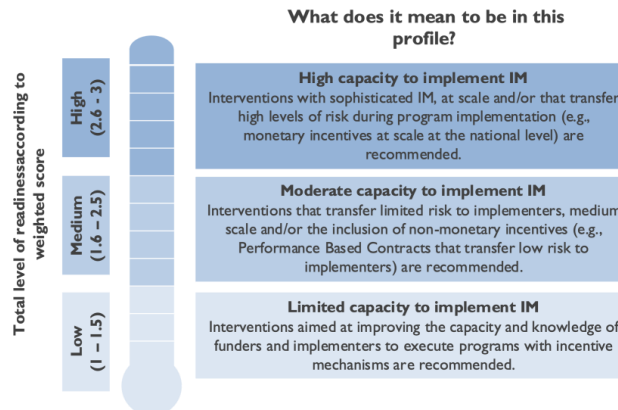 What does it mean to be in this
profile?
Total level of readinessaccording to
weighted score
High
(2.6 - 3)
High capacity to implement IM
Interventions with sophisticated IM, at scale and/or that transfer
high levels of risk during program implementation (e.g.,
monetary incentives at scale at the national level) are
recommended.
Medium
(1.6 – 2.5)
Moderate capacity to implement IM
Interventions that transfer limited risk to implementers, medium
scale and/or the inclusion of non-monetary incentives (e.g.,
Performance Based Contracts that transfer low risk to
implementers) are recommended.
Low
(1 – 1.5)
Limited capacity to implement IM
Interventions aimed at improving the capacity and knowledge of
funders and implementers to execute programs with incentive
mechanisms are recommended.